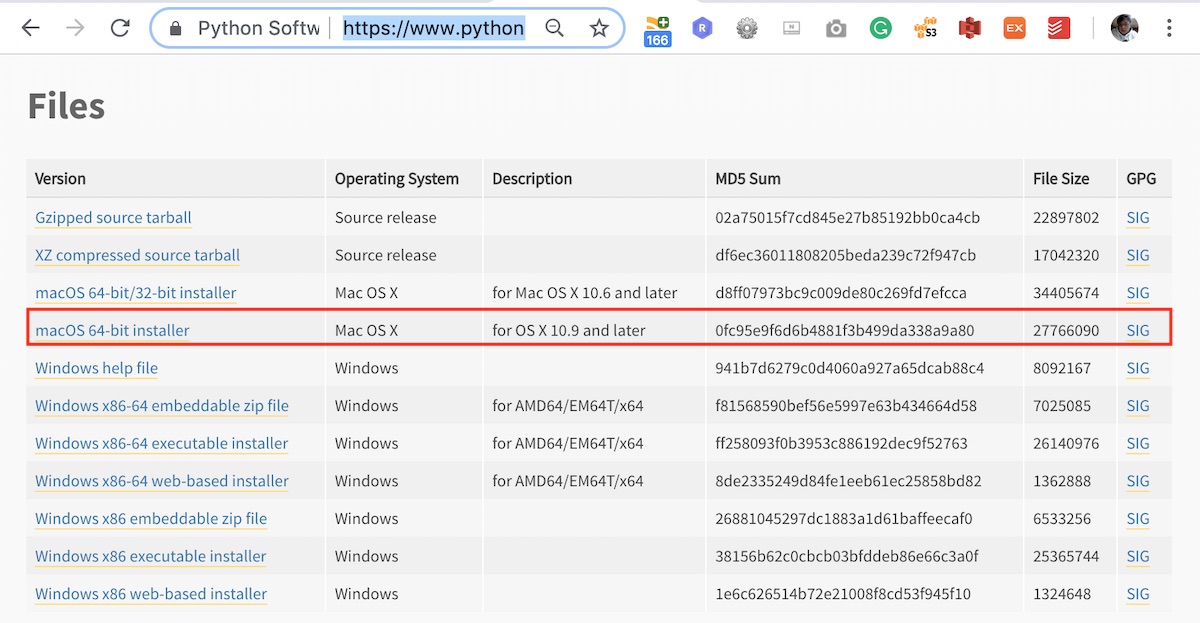 Python Softw https://www.python 166 R N G 53 EX
Files
Version Operating System Description MD5 Sum File Size GPG
Gzipped source tarball Source release 02a75015f7cd845e27b85192bb0ca4cb 22897802 SIG
XZ compressed source tarball Source release df6ec36011808205beda239c72f947cb 17042320 SIG
macOS 64-bit/32-bit installer Mac OS X for Mac OS X 10.6 and later d8ff07973bc9c009de80c269fd7efcca 34405674 SIG
macOS 64-bit installer Mac OS X for OS X 10.9 and later 0fc95e9f6d6b4881f3b499da338a9a80 27766090 SIG
Windows help file Windows 941b7d6279c0d4060a927a65dcab88c4 8092167 SIG
Windows x86-64 embeddable zip file Windows for AMD64/EM64T/x64 f81568590bef56e5997e63b434664d58 7025085 SIG
Windows x86-64 executable installer Windows for AMD64/EM64T/x64 ff258093f0b3953c886192dec9f52763 26140976 SIG
Windows x86-64 web-based installer Windows for AMD64/EM64T/x64 8de2335249d84fe1eeb61ec25858bd82 1362888 SIG
Windows x86 embeddable zip file Windows 26881045297dc1883a1d61baffeecaf0 6533256 SIG
Windows x86 executable installer Windows 38156b62c0cbcb03bfddeb86e66c3a0f 25365744 SIG
Windows x86 web-based installer Windows 1e6c626514b72e21008f8cd53f945f10 1324648 SIG